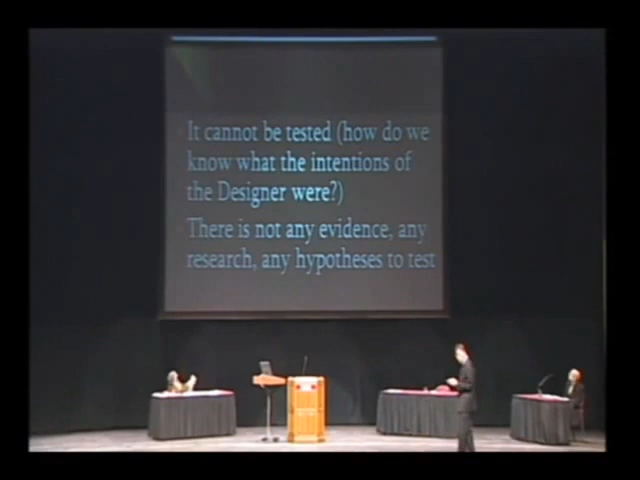 It cannot be tested (how do we
know what the intentions of
the Designer were?)
There is not any evidence, any
research, any hypotheses to test